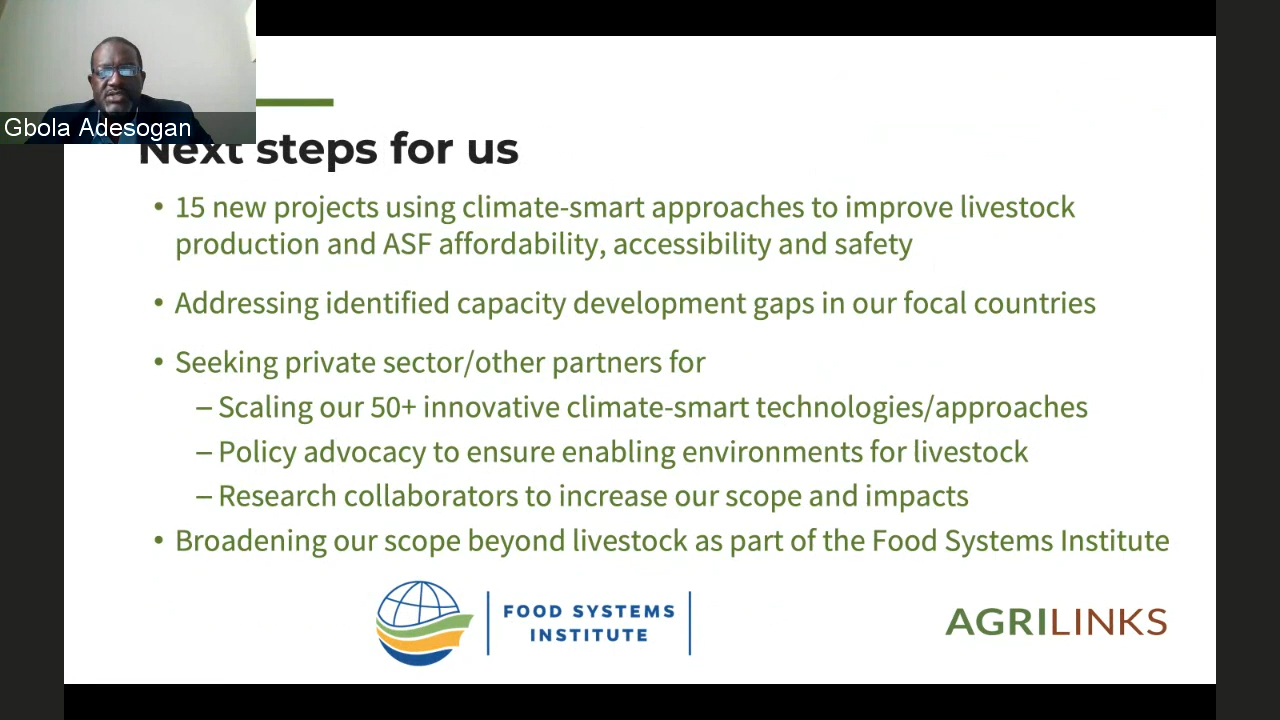 Gbola Adesogan
Next steps for us
• 15 new projects using climate-smart approaches to improve livestock
production and ASF affordability, accessibility and safety
• Addressing identified capacity development gaps in our focal countries
• Seeking private sector/other partners for
– Scaling our 50+ innovative climate-smart technologies/approaches
– Policy advocacy to ensure enabling environments for livestock
– Research collaborators to increase our scope and impacts
• Broadening our scope beyond livestock as part of the Food Systems Institute
FOOD SYSTEMS
INSTITUTE
AGRILINKS